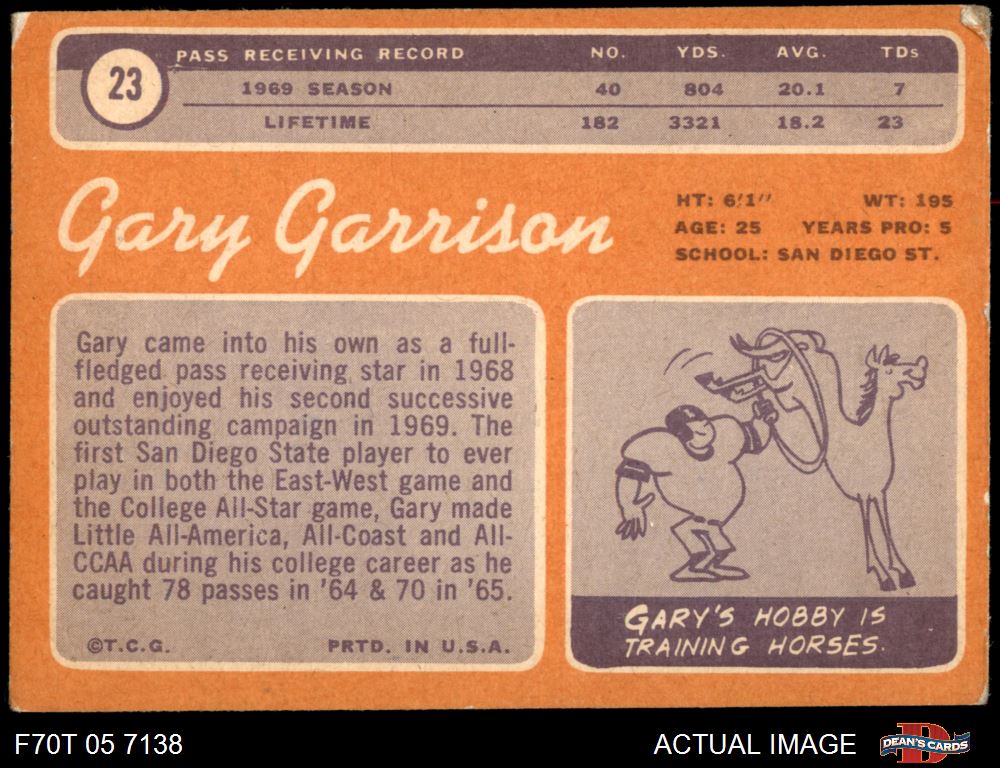 23
PASS RECEIVING RECORD NO. YDS. AVG. TDs
1969 SEASON 40 804 20.1 7
LIFETIME 182 3321 18.2 23
Gary Garrison
HT: 6'1" WT: 195
AGE: 25 YEARS PRO: 5
SCHOOL: SAN DIEGO ST.
Gary came into his own as a full-
fledged pass receiving star in 1968
and enjoyed his second successive
outstanding campaign in 1969. The
first San Diego State player to ever
play in both the East-West game and
the College All-Star game, Gary made
Little All-America, All-Coast and All-
CCAA during his college career as he
caught 78 passes in '64 & 70 in '65.
©T.C.G. PRTD. IN U.S.A.
GARY'S HOBBY IS
TRAINING HORSES.
F70T 05 7138
ACTUAL IMAGE
D
DEAN'S CARDS